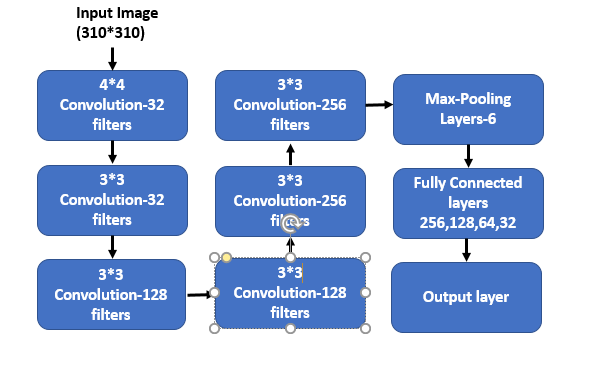 Input Image
(310*310)
4*4
Convolution-32
filters
3*3
Convolution-32
filters
3*3
Convolution-128
filters
3*3
Convolution-128
filters
3*3
Convolution-256
filters
3*3
Convolution-256
filters
Max-Pooling
Layers-6
Fully Connected
layers
256,128,64,32
Output layer